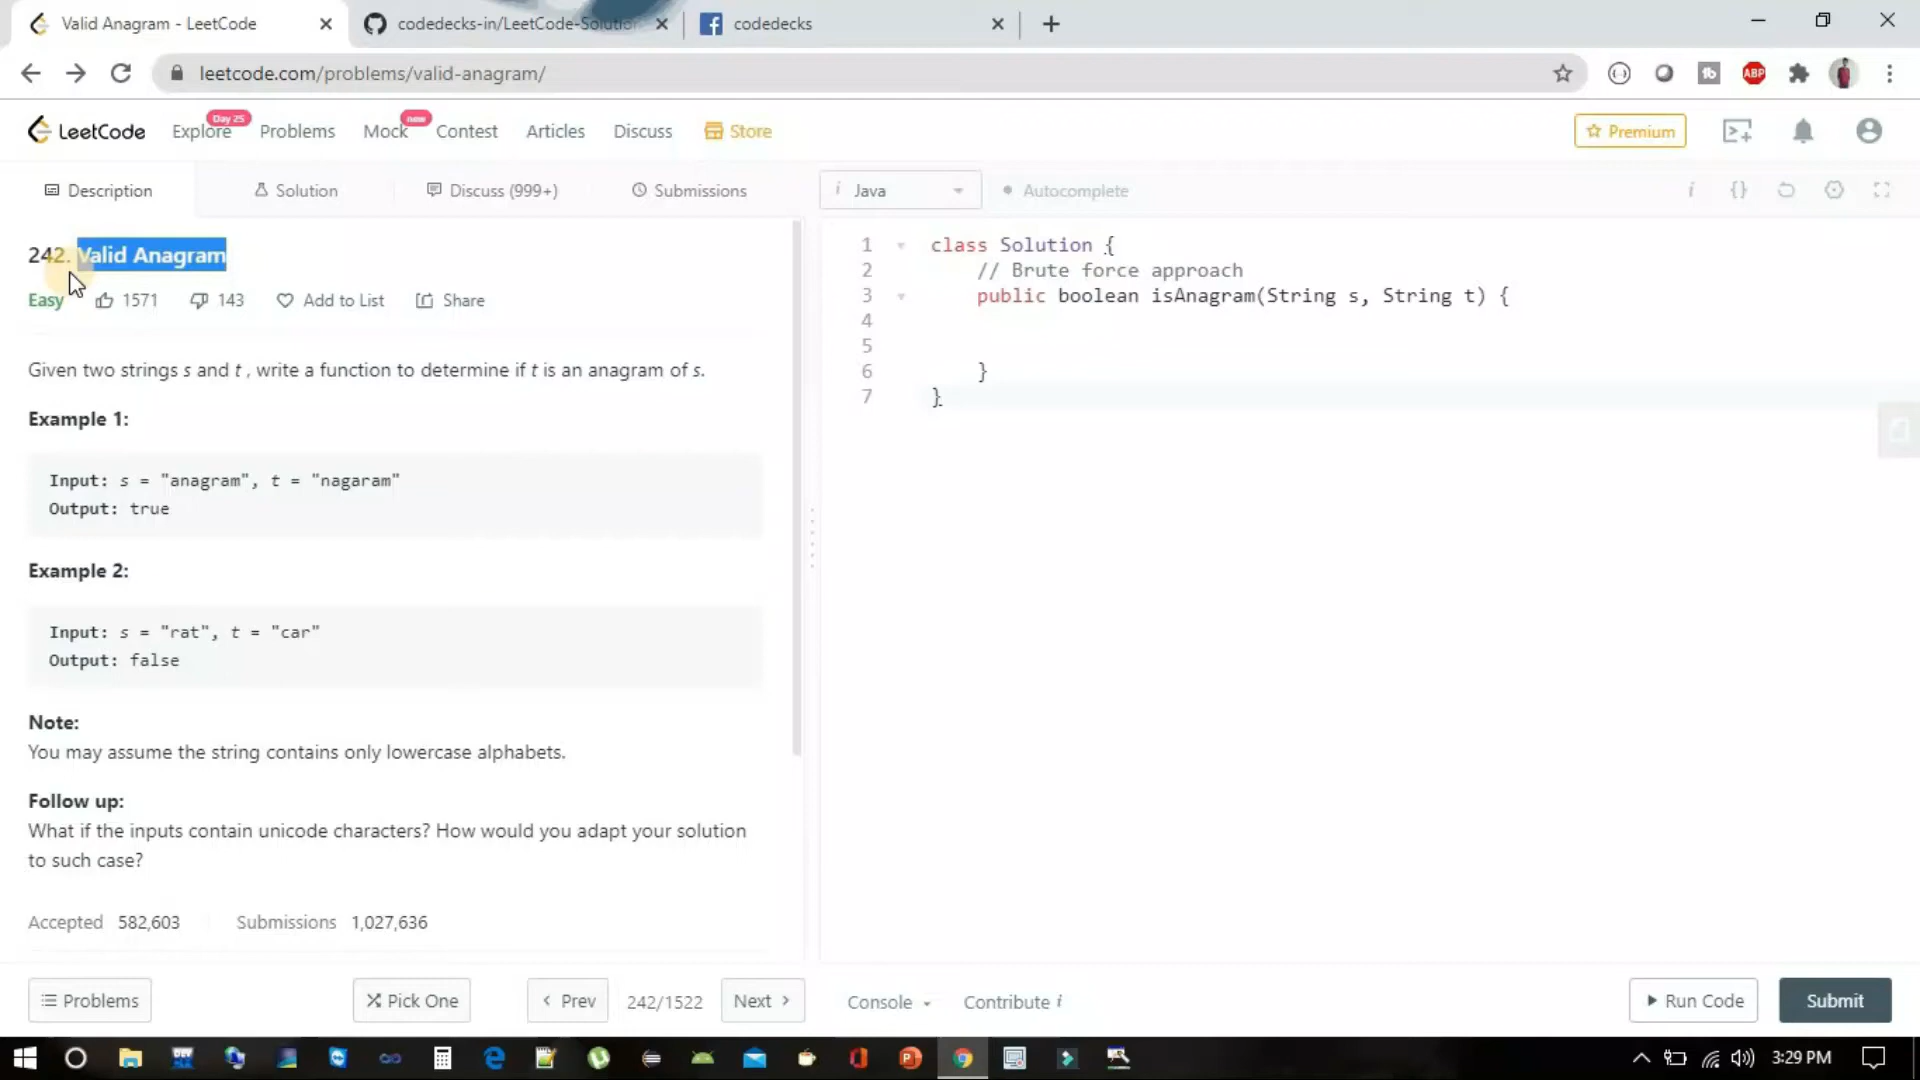 Valid Anagram - LeetCode
codedecks-in/LeetCode-Solution
codedecks
leetcode.com/problems/valid-anagram/
ABP
LeetCode
Explore
Day 25
Problems
Mock
new
Contest
Articles
Discuss
Store
Premium
Description
Solution
Discuss (999+)
Submissions
i Java
Autocomplete
i {}
242. Valid Anagram
Easy 1571 143 Add to List Share
Given two strings s and t , write a function to determine if t is an anagram of s.
Example 1:
Input: s = "anagram", t = "nagaram"
Output: true
Example 2:
Input: s = "rat", t = "car"
Output: false
Note:
You may assume the string contains only lowercase alphabets.
Follow up:
What if the inputs contain unicode characters? How would you adapt your solution
to such case?
Accepted 582,603 Submissions 1,027,636
1 class Solution {
2 // Brute force approach
3 public boolean isAnagram(String s, String t) {
4
5
6 }
7 }
Problems
Pick One
Prev
242/1522
Next
Console
Contribute i
Run Code
Submit
3:29 PM